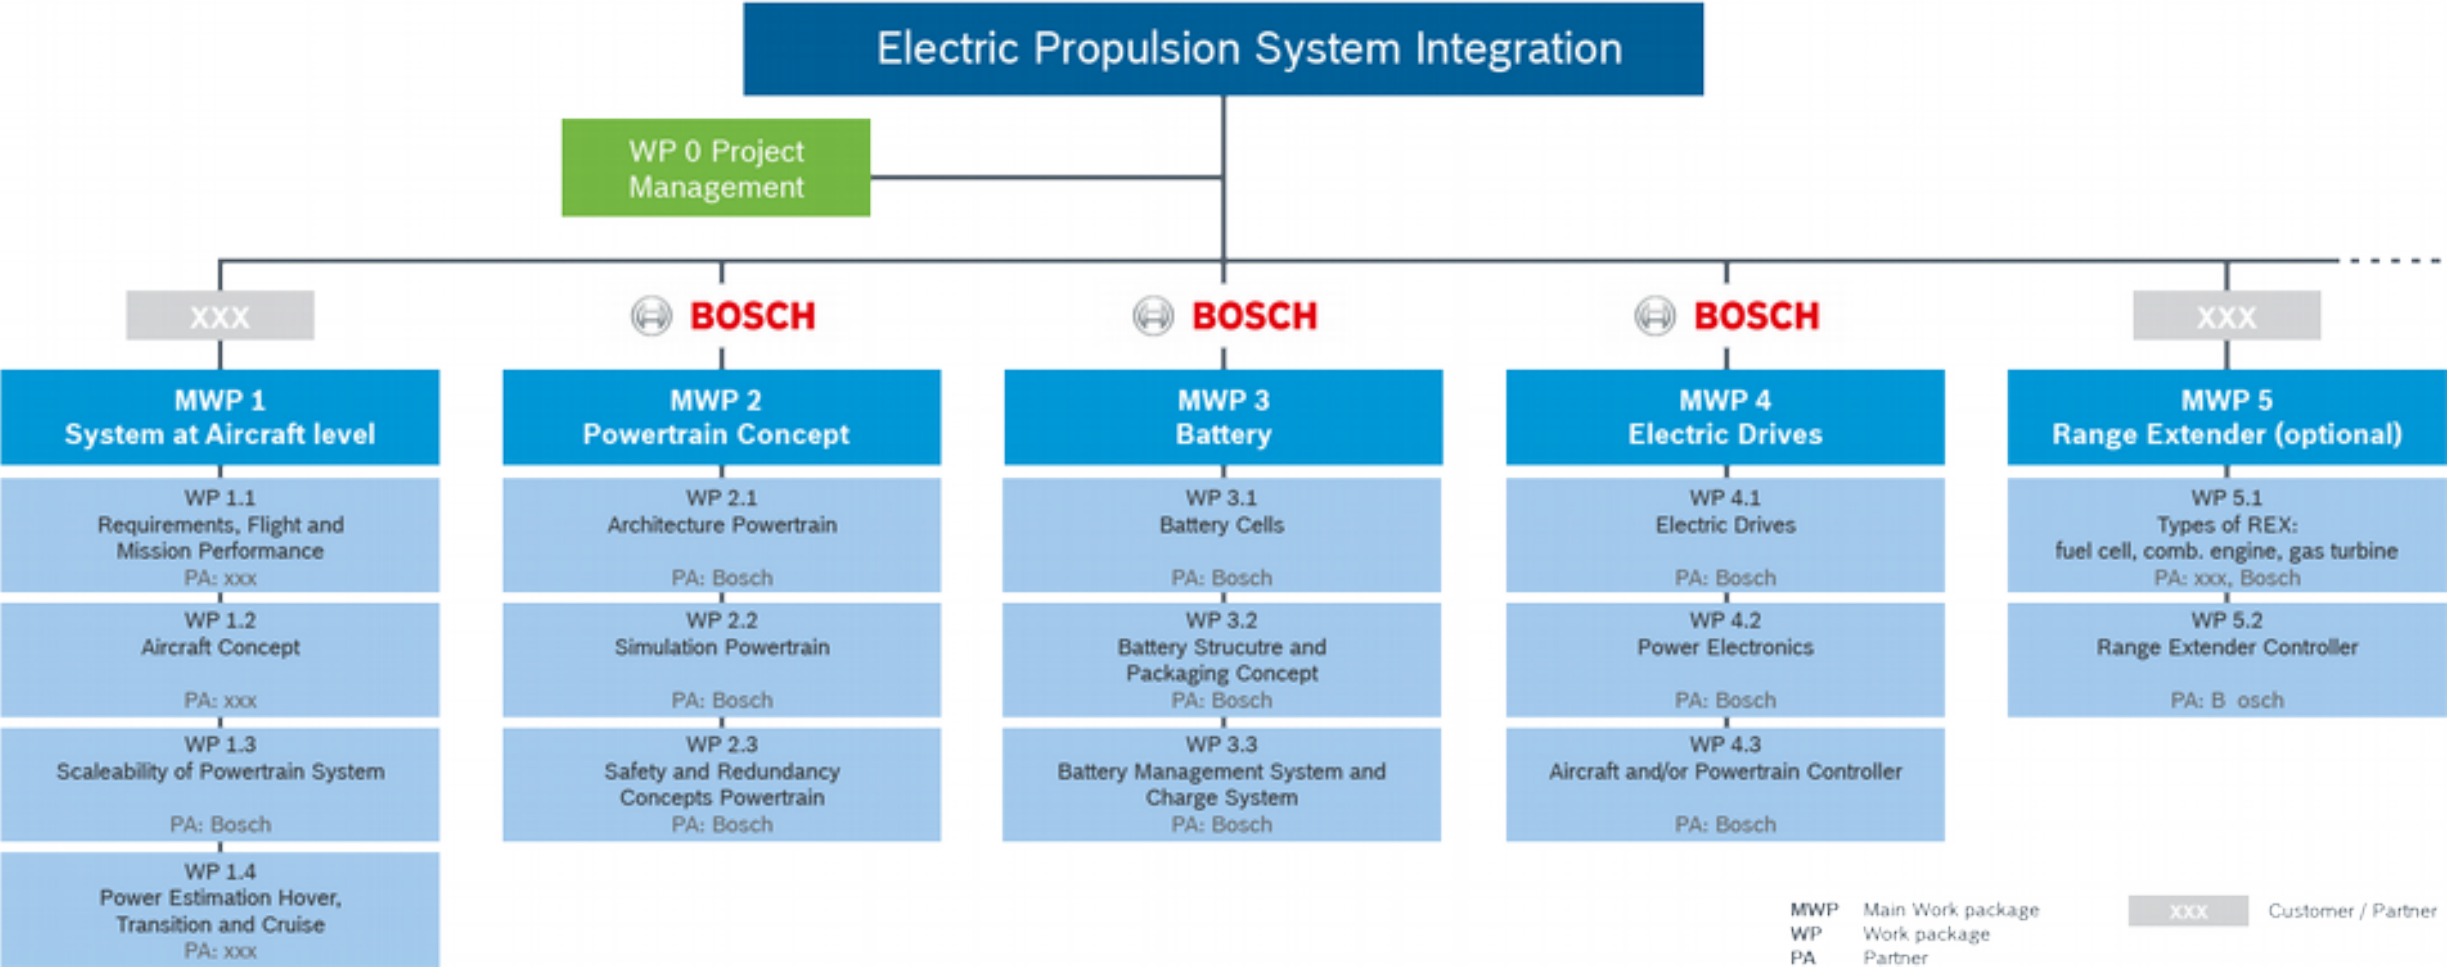 Electric Propulsion System Integration
WP 0 Project
Management
XXX
BOSCH
BOSCH
BOSCH
XXX
MWP 1
System at Aircraft level
WP 1.1
Requirements, Flight and
Mission Performance
PA: xxx
WP 1.2
Aircraft Concept
PA: xxx
WP 1.3
Scaleability of Powertrain System
PA: Bosch
WP 1.4
Power Estimation Hover,
Transition and Cruise
PA: xxx
MWP 2
Powertrain Concept
WP 2.1
Architecture Powertrain
PA: Bosch
WP 2.2
Simulation Powertrain
PA: Bosch
WP 2.3
Safety and Redundancy
Concepts Powertrain
PA: Bosch
MWP 3
Battery
WP 3.1
Battery Cells
PA: Bosch
WP 3.2
Battery Strucutre and
Packaging Concept
PA: Bosch
WP 3.3
Battery Management System and
Charge System
PA: Bosch
MWP 4
Electric Drives
WP 4.1
Electric Drives
PA: Bosch
WP 4.2
Power Electronics
PA: Bosch
WP 4.3
Aircraft and/or Powertrain Controller
PA: Bosch
MWP 5
Range Extender (optional)
WP 5.1
Types of REX:
fuel cell, comb. engine, gas turbine
PA: xxx, Bosch
WP 5.2
Range Extender Controller
PA: B osch
MWP Main Work package
WP Work package
PA Partner
XXX Customer / Partner